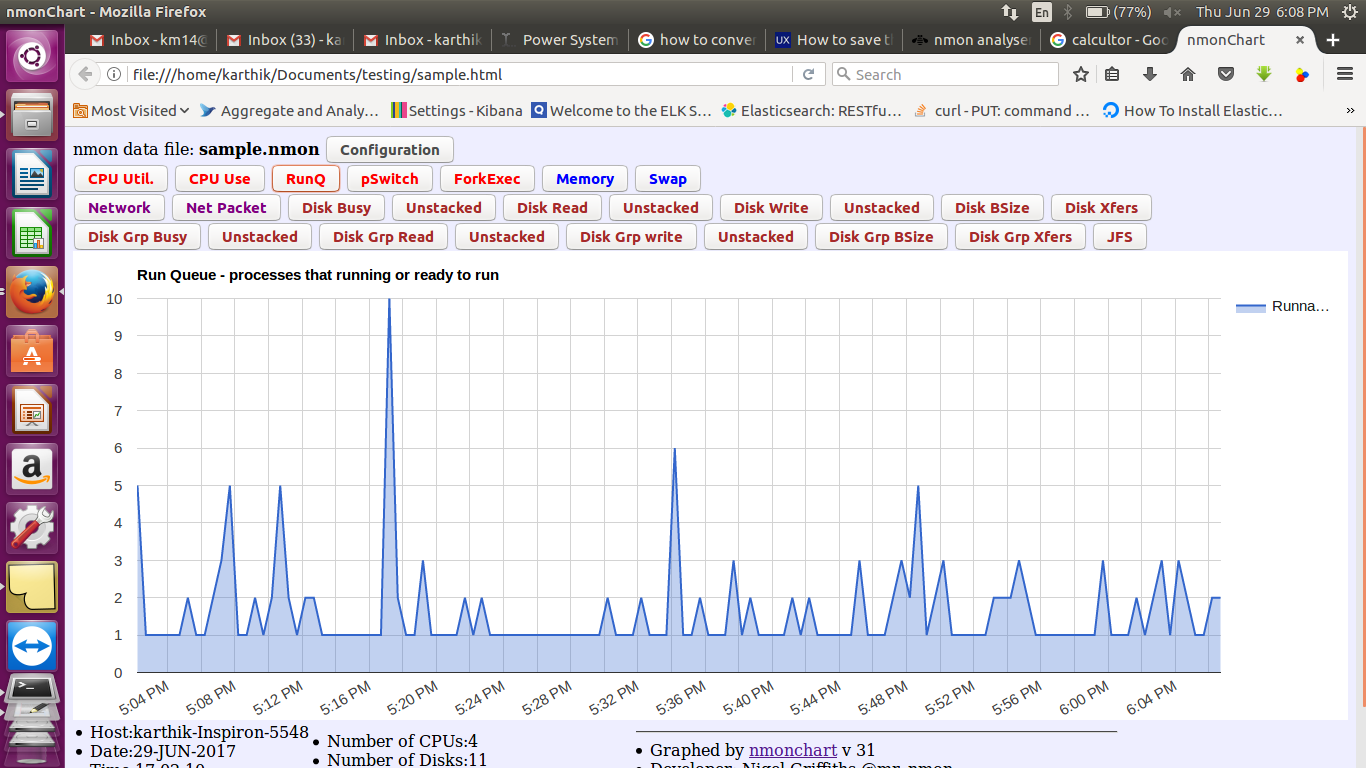 nmonChart - Mozilla Firefox En (77%) Thu Jun 29 6:08 PM
Inbox - km14@ Inbox (33) - ka Inbox - karthik Power System G how to conver UX How to save t nmon analyser G calcultor - Goo nmonChart
file:///home/karthik/Documents/testing/sample.html Search
Most Visited Aggregate and Analy… Settings - Kibana Q Welcome to the ELK S… Elasticsearch: RESTfu… curl - PUT: command … How To Install Elastic… »
nmon data file: sample.nmon Configuration
CPU Util. CPU Use RunQ pSwitch ForkExec Memory Swap
Network Net Packet Disk Busy Unstacked Disk Read Unstacked Disk Write Unstacked Disk BSize Disk Xfers
Disk Grp Busy Unstacked Disk Grp Read Unstacked Disk Grp write Unstacked Disk Grp BSize Disk Grp Xfers JFS
Run Queue - processes that running or ready to run
10
9
8
7
6
5
4
3
2
1
0
Runna…
5:04 PM 5:08 PM 5:12 PM 5:16 PM 5:20 PM 5:24 PM 5:28 PM 5:32 PM 5:36 PM 5:40 PM 5:44 PM 5:48 PM 5:52 PM 5:56 PM 6:00 PM 6:04 PM
Host:karthik-Inspiron-5548
Date:29-JUN-2017
Number of CPUs:4
Number of Disks:11
Graphed by nmonchart v 31